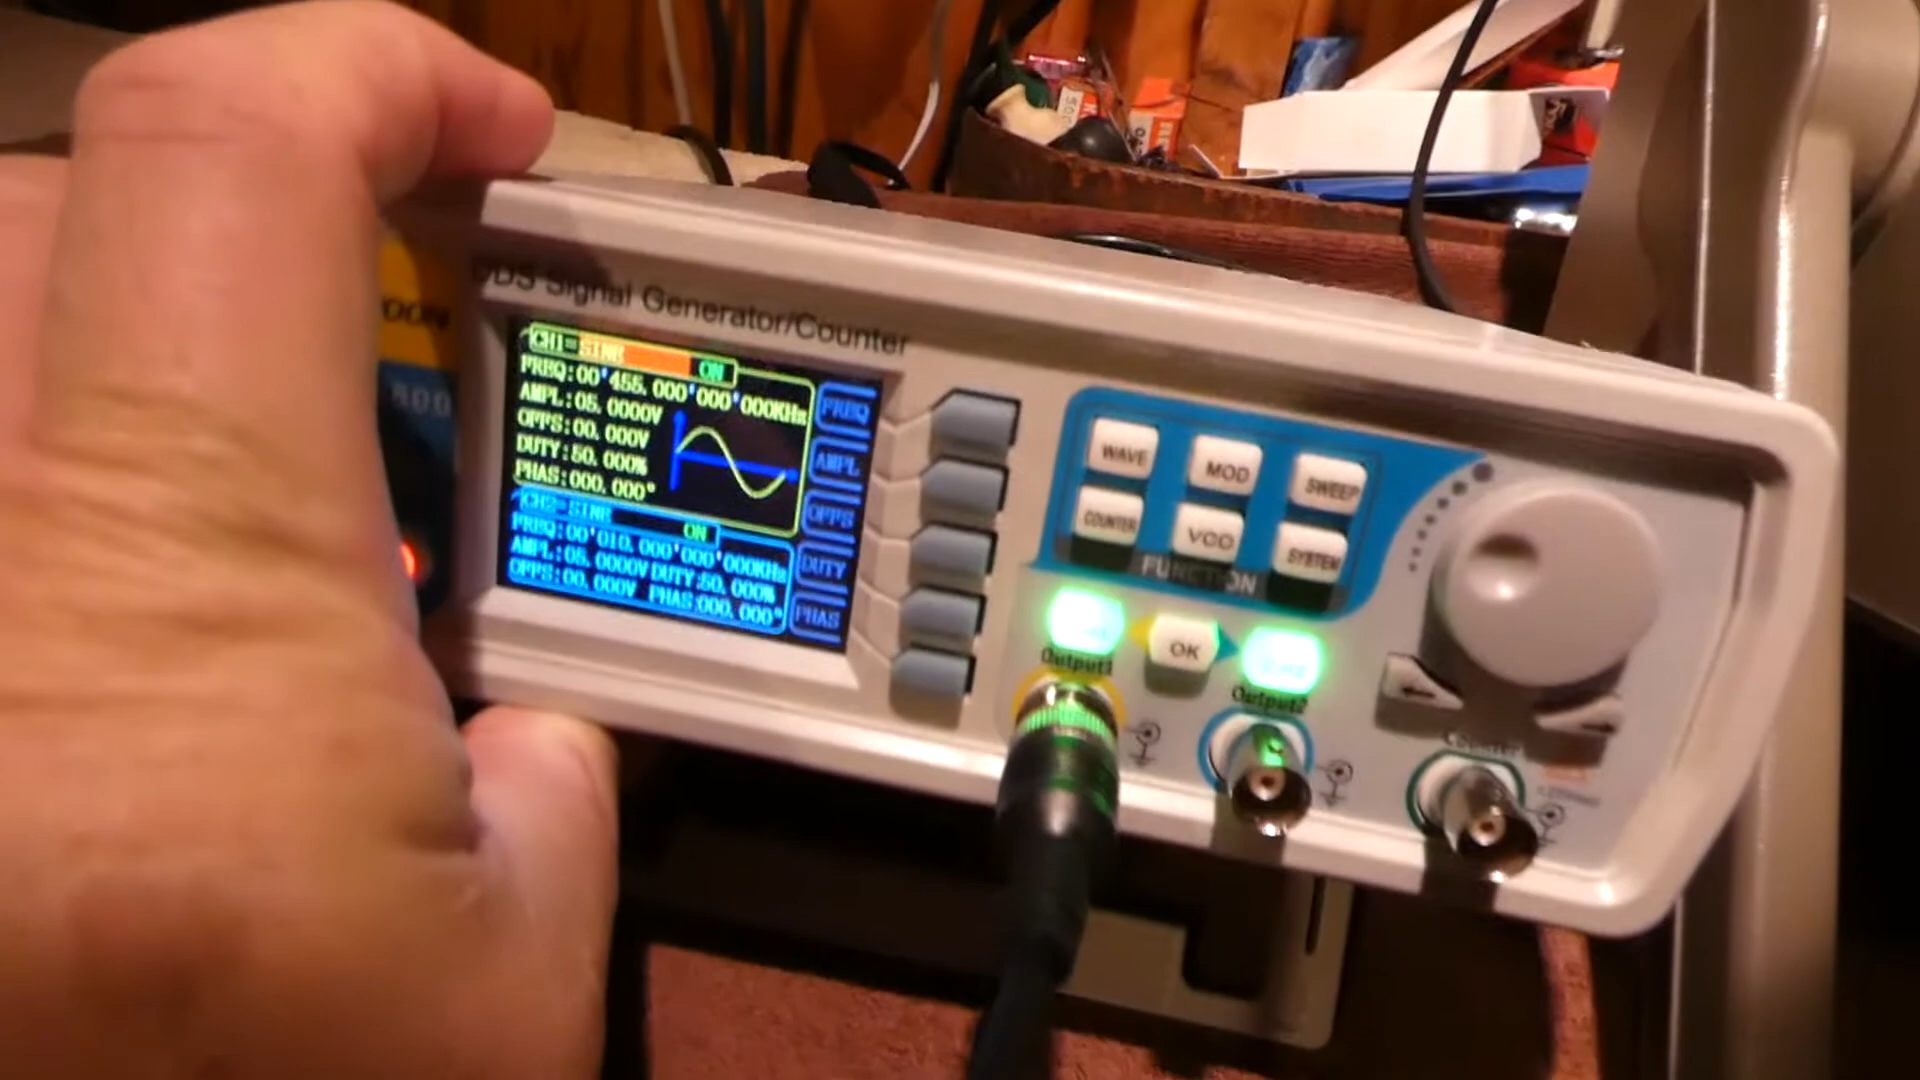 DDS Signal Generator/Counter
CH1=SINE ON
FREQ:00'455.000'000'000KHz
AMPL:05.0000V
OFFS:00.000V
DUTY:50.000%
PHAS:000.000°
CH2=SINE ON
FREQ:00'010.000'000'000KHz
AMPL:05.0000V DUTY:50.000%
OFFS:00.000V PHAS:000.000°
FREQ
AMPL
OFFS
DUTY
PHAS
WAVE MOD SWEEP
COUNTER VCO SYSTEM
FUNCTION
OK
Output1
Output2
Counter